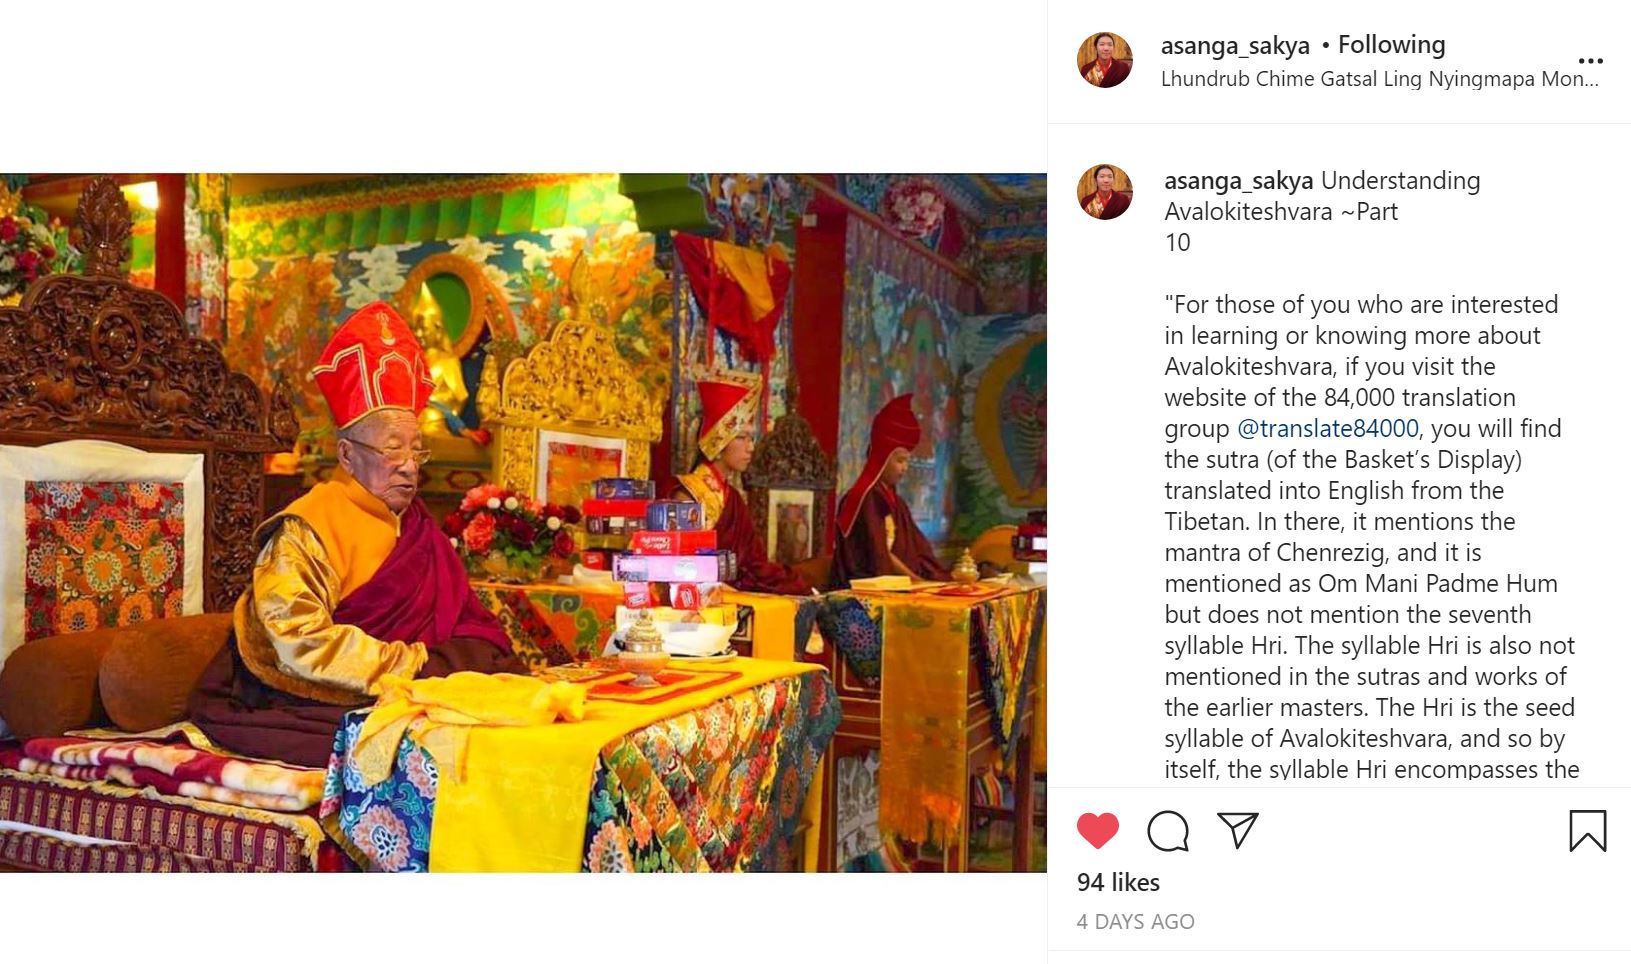 asanga_sakya • Following
Lhundrub Chime Gatsal Ling Nyingmapa Mon...
asanga_sakya Understanding
Avalokiteshvara ~Part
10
"For those of you who are interested
in learning or knowing more about
Avalokiteshvara, if you visit the
website of the 84,000 translation
group @translate84000, you will find
the sutra (of the Basket’s Display)
translated into English from the
Tibetan. In there, it mentions the
mantra of Chenrezig, and it is
mentioned as Om Mani Padme Hum
but does not mention the seventh
syllable Hri. The syllable Hri is also not
mentioned in the sutras and works of
the earlier masters. The Hri is the seed
syllable of Avalokiteshvara, and so by
itself, the syllable Hri encompasses the
94 likes
4 DAYS AGO